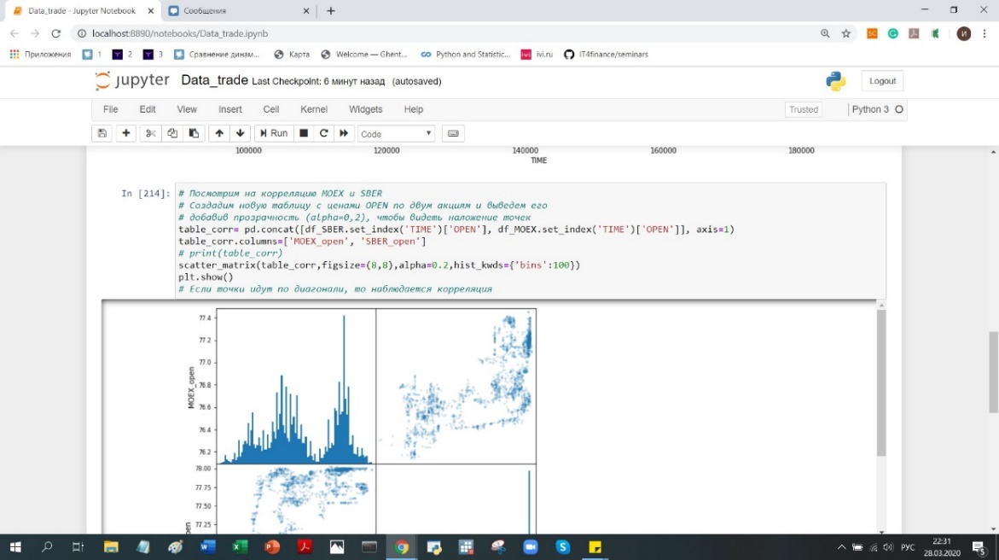 Data_trade - Jupyter Notebook
Сообщения
localhost:8890/notebooks/Data_trade.ipynb
Приложения 1 2 3 Сравнение динам... Карта Welcome — Ghent... Python and Statistic... ivi ivi.ru IT4finance/seminars
jupyter Data_trade Last Checkpoint: 6 минут назад (autosaved)
Logout
File Edit View Insert Cell Kernel Widgets Help
Trusted Python 3
Run Code
100000 120000 140000 160000 180000
TIME
In [214]: # Посмотрим на корреляцию MOEX и SBER
# Создадим новую таблицу с ценами OPEN по двум акциям и выведем его
# добавив прозрачность (alpha=0,2), чтобы видеть наложение точек
table_corr= pd.concat([df_SBER.set_index('TIME')['OPEN'], df_MOEX.set_index('TIME')['OPEN']], axis=1)
table_corr.columns=['MOEX_open', 'SBER_open']
# print(table_corr)
scatter_matrix(table_corr,figsize=(8,8),alpha=0.2,hist_kwds={'bins':100})
plt.show()
# Если точки идут по диагонали, то наблюдается корреляция
77.4
77.2
77.0
76.8
76.6
76.4
76.2
MOEX_open
78.00
77.75
77.50
77.25
РУС
22:31
28.03.2020
5